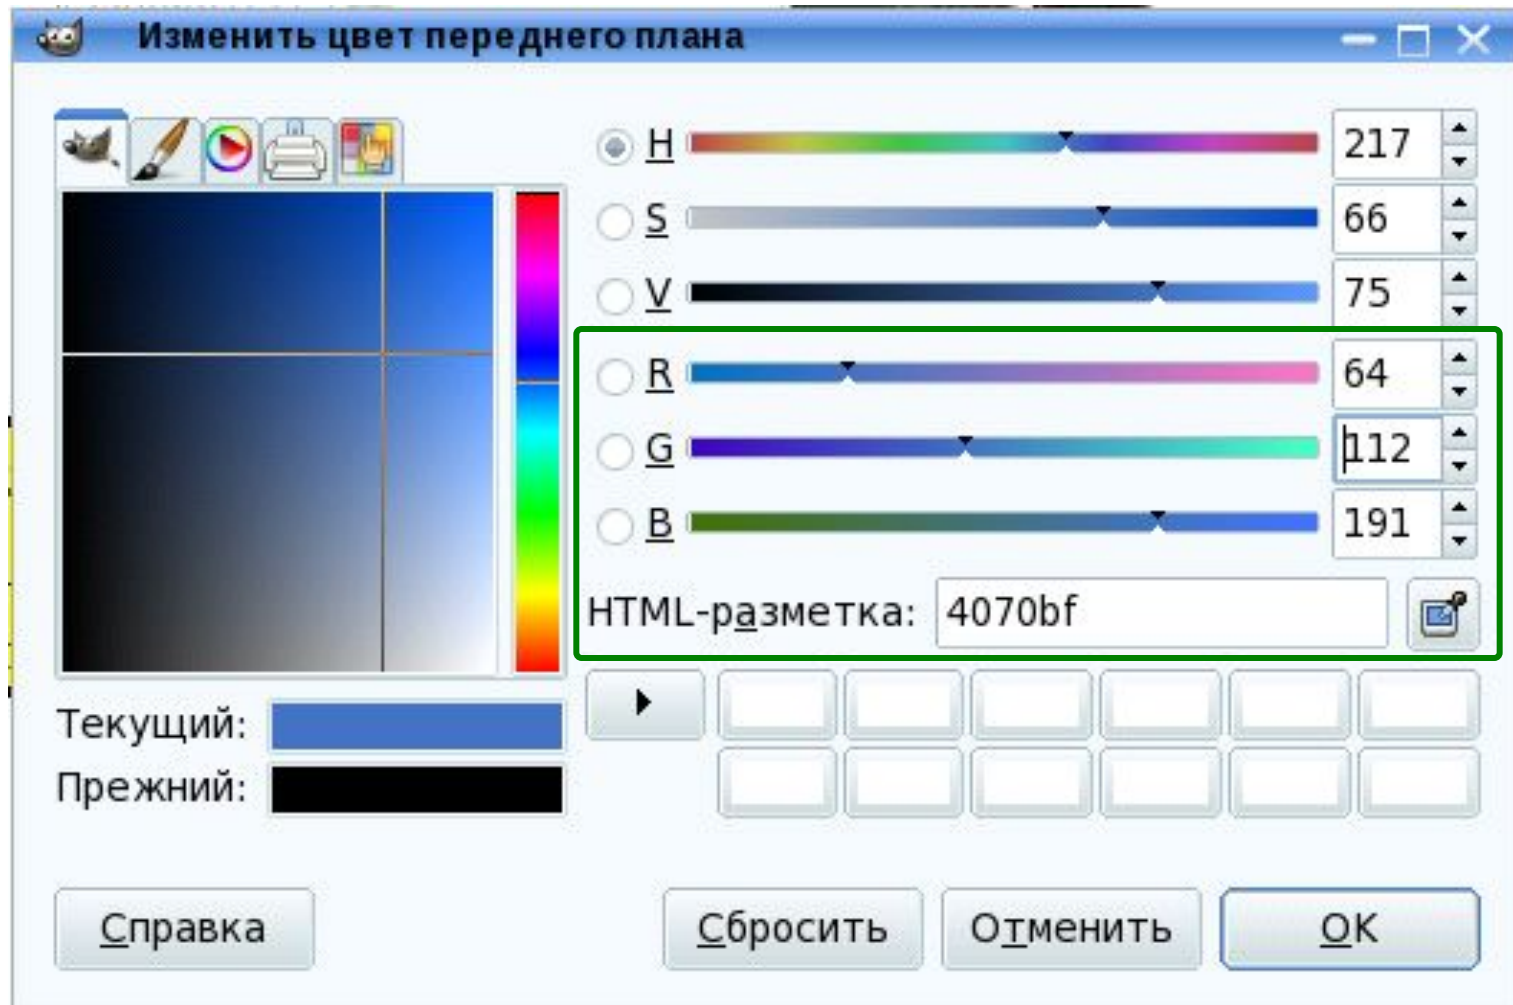 Изменить цвет переднего плана
H 217
S 66
V 75
R 64
G 112
B 191
HTML-разметка: 4070bf
Текущий:
Прежний:
Справка Сбросить Отменить OK